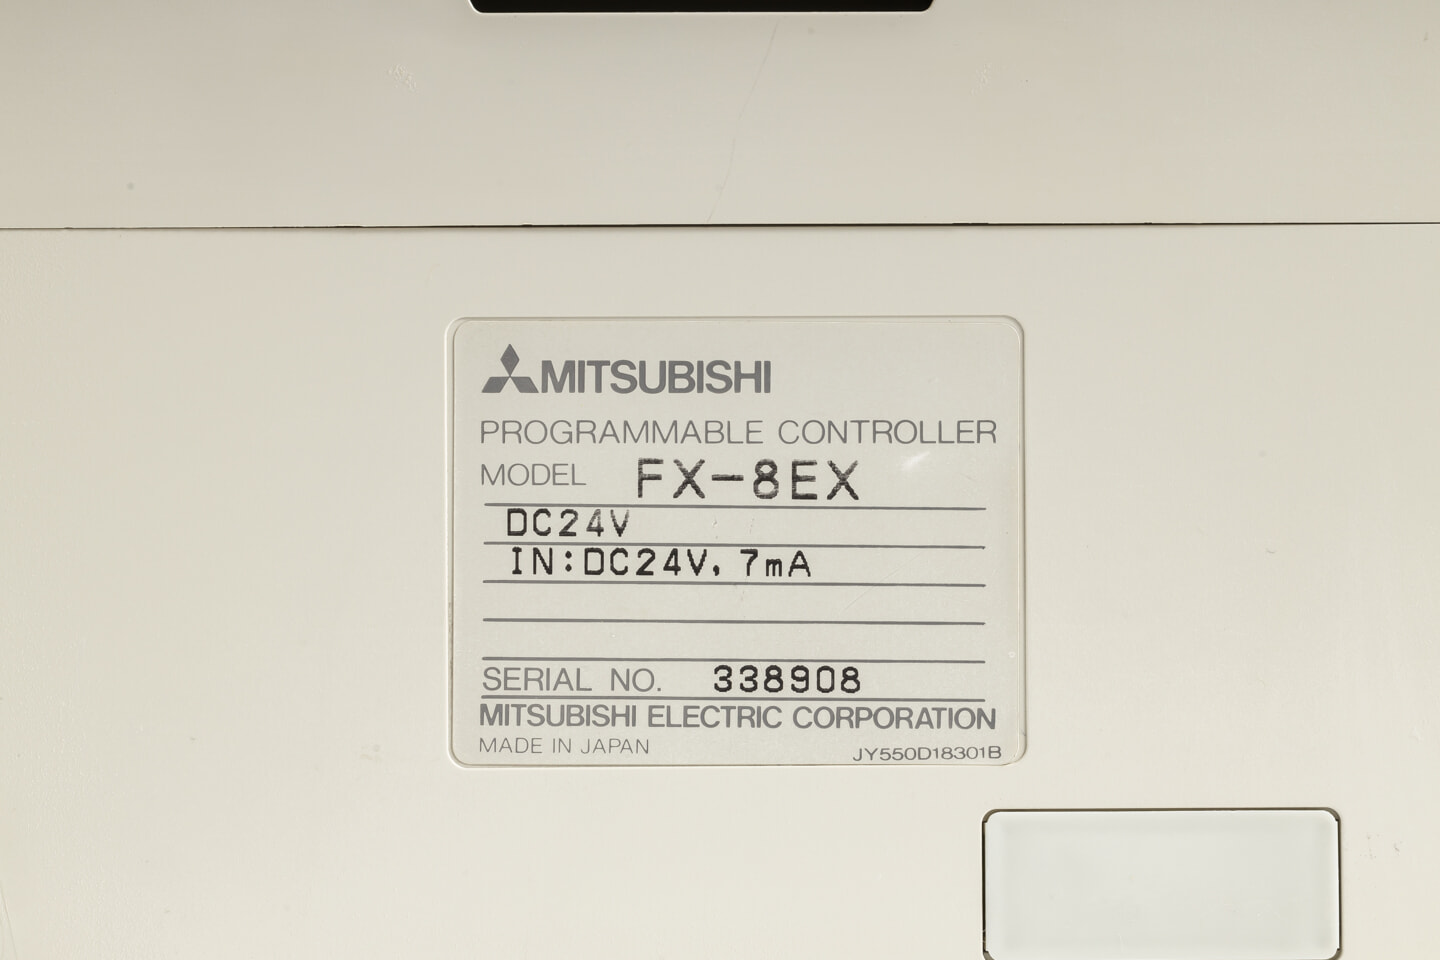 MITSUBISHI
PROGRAMMABLE CONTROLLER
MODEL FX-8EX
DC24V
IN:DC24V, 7mA
SERIAL NO. 338908
MITSUBISHI ELECTRIC CORPORATION
MADE IN JAPAN JY550D18301B